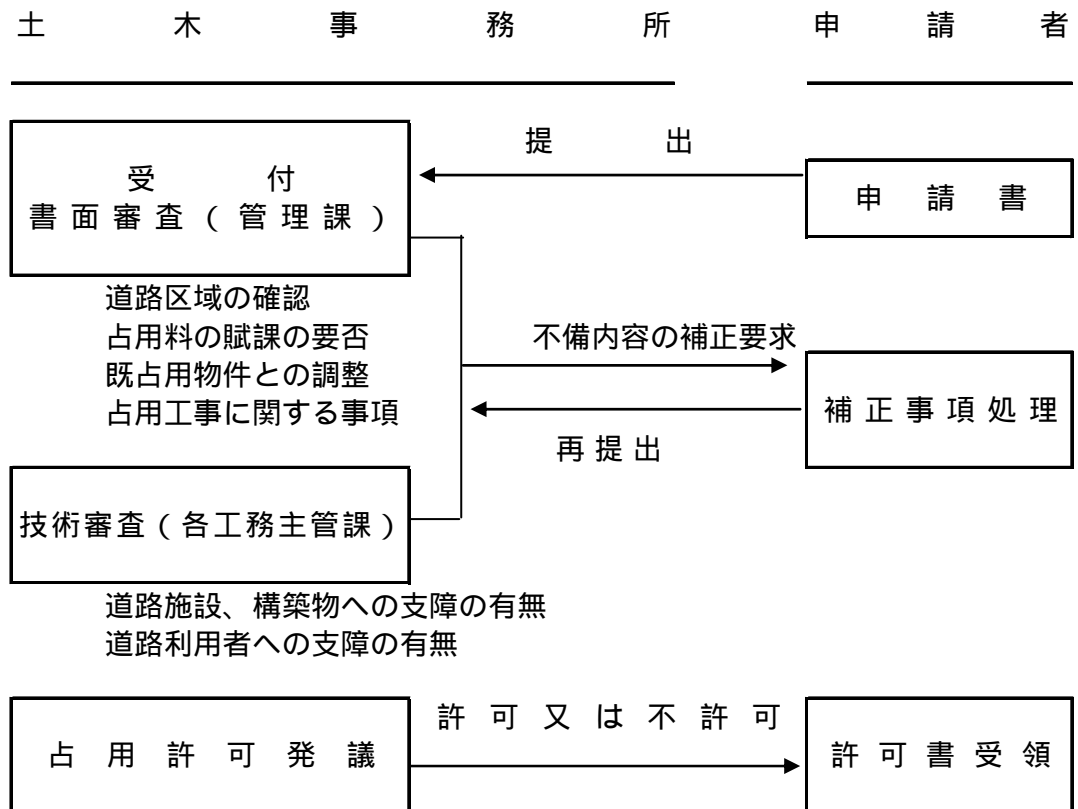 土木事務所 申請者
提出
受付
書面審査(管理課)
申請書
道路区域の確認
占用料の賦課の要否
既占用物件との調整
占用工事に関する事項
不備内容の補正要求
補正事項処理
再提出
技術審査(各工務主管課)
道路施設、構築物への支障の有無
道路利用者への支障の有無
許可又は不許可
占用許可発議
許可書受領